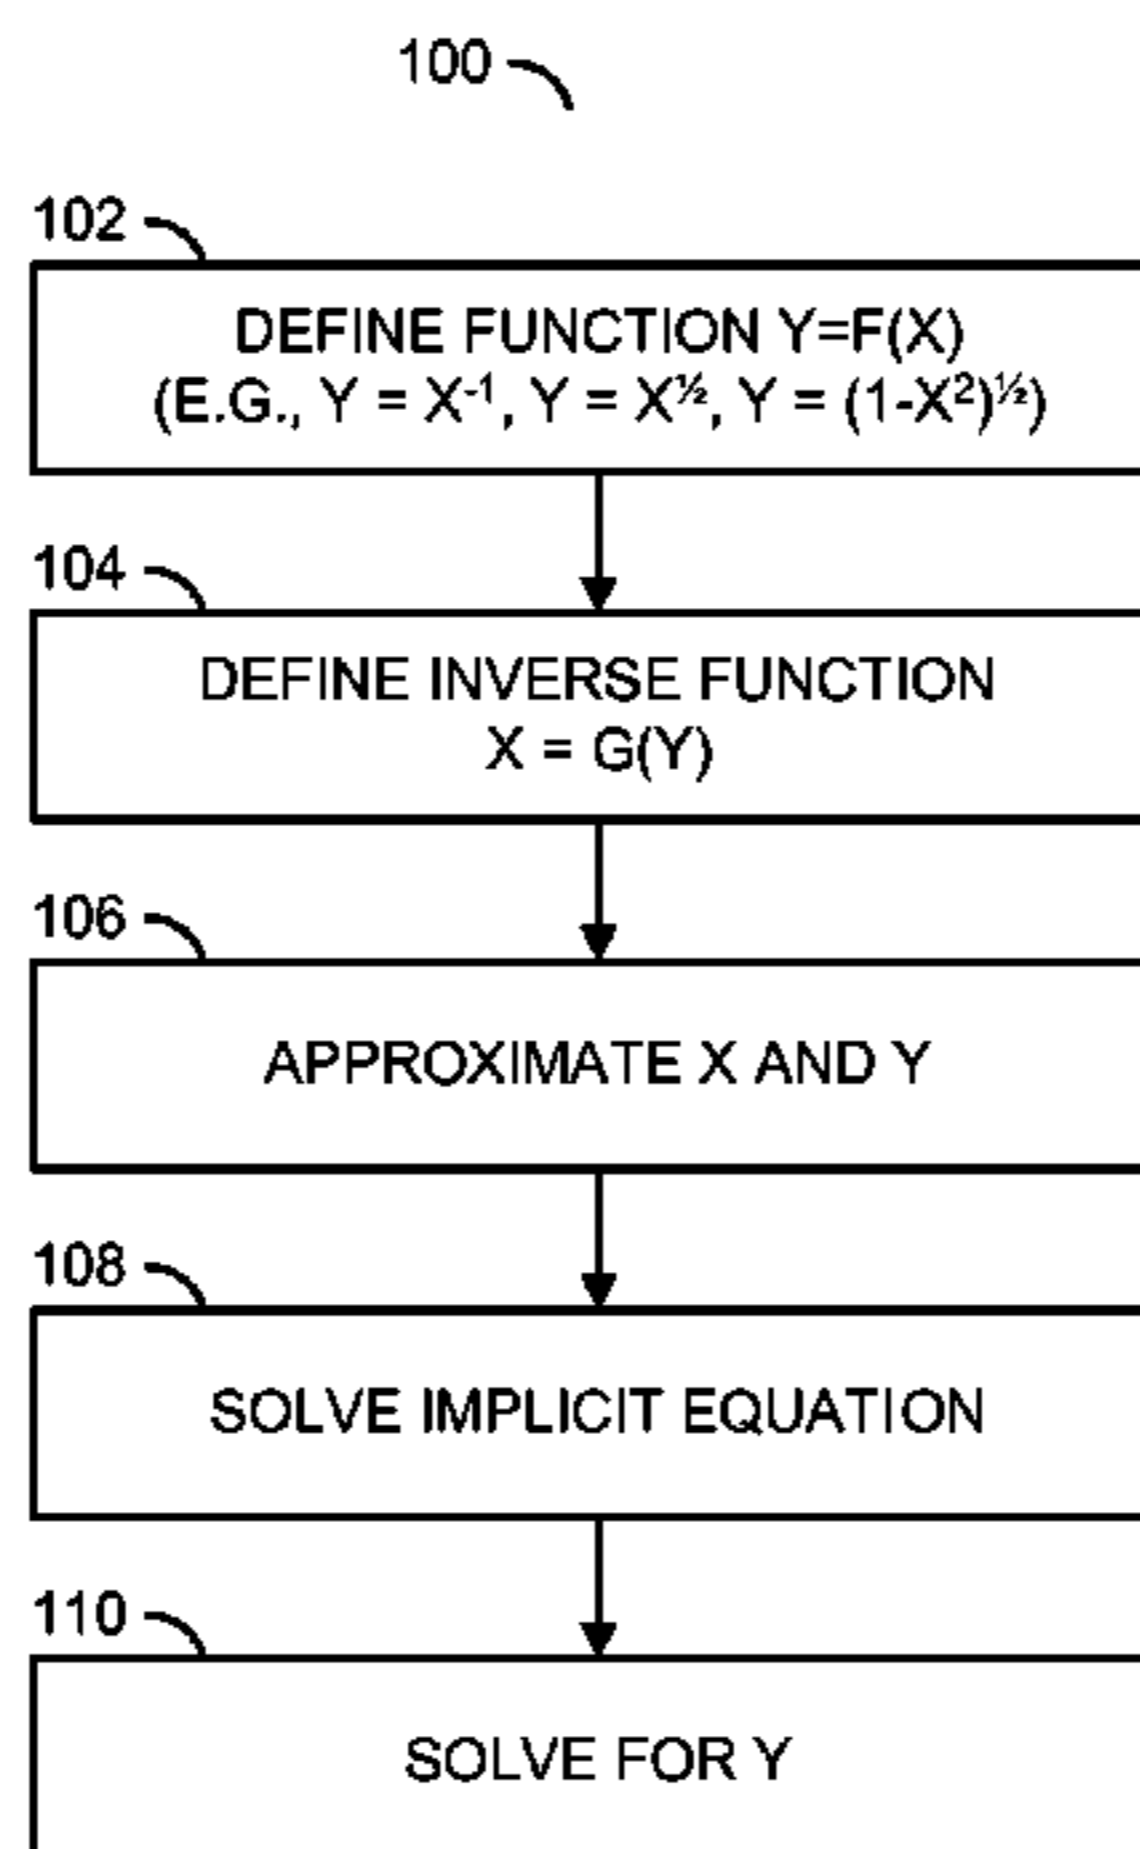 100
102
DEFINE FUNCTION Y=F(X)
(E.G., Y = X⁻¹, Y = X^½, Y = (1-X²)^½)
104
DEFINE INVERSE FUNCTION
X = G(Y)
106
APPROXIMATE X AND Y
108
SOLVE IMPLICIT EQUATION
110
SOLVE FOR Y